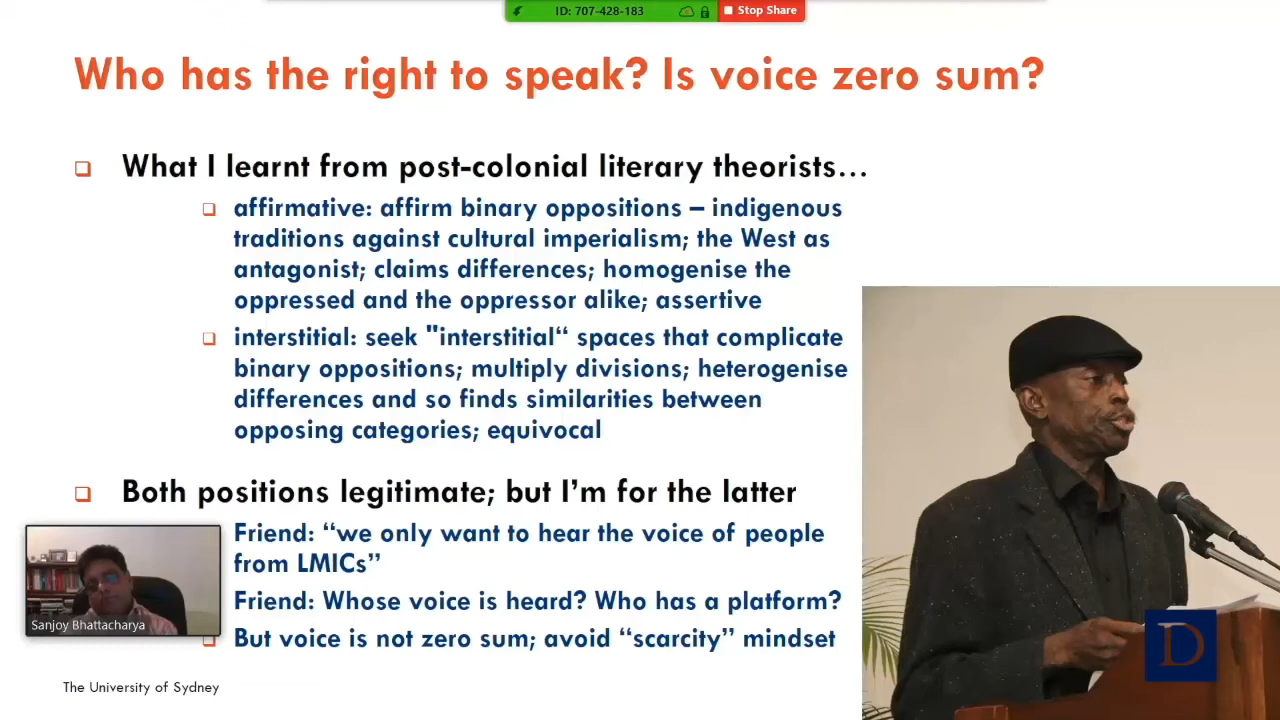 ID: 707-428-183
Stop Share
Who has the right to speak? Is voice zero sum?
What I learnt from post-colonial literary theorists…
affirmative: affirm binary oppositions – indigenous
traditions against cultural imperialism; the West as
antagonist; claims differences; homogenise the
oppressed and the oppressor alike; assertive
interstitial: seek "interstitial“ spaces that complicate
binary oppositions; multiply divisions; heterogenise
differences and so finds similarities between
opposing categories; equivocal
Both positions legitimate; but I’m for the latter
Friend: “we only want to hear the voice of people
from LMICs”
Friend: Whose voice is heard? Who has a platform?
But voice is not zero sum; avoid “scarcity” mindset
Sanjoy Bhattacharya
The University of Sydney
D